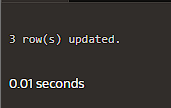 3 row(s) updated.
0.01 seconds